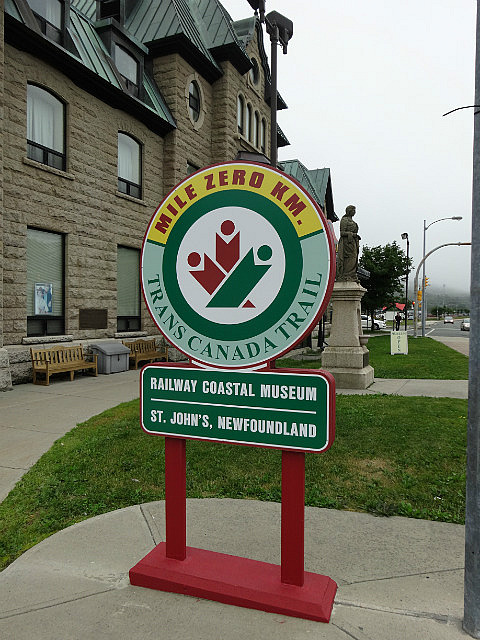 MILE ZERO KM.
TRANS CANADA TRAIL
RAILWAY COASTAL MUSEUM
ST. JOHN'S, NEWFOUNDLAND